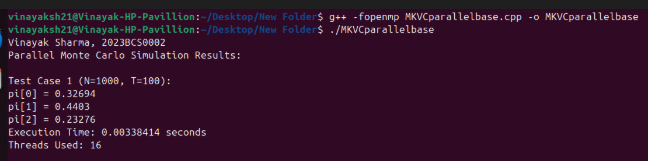 vinayaksh21@Vinayak-HP-Pavillion:~/Desktop/New Folder$ g++ -fopenmp MKVCparallelbase.cpp -o MKVCparallelbase
vinayaksh21@Vinayak-HP-Pavillion:~/Desktop/New Folder$ ./MKVCparallelbase
Vinayak Sharma, 2023BCS0002
Parallel Monte Carlo Simulation Results:
Test Case 1 (N=1000, T=100):
pi[0] = 0.32694
pi[1] = 0.4403
pi[2] = 0.23276
Execution Time: 0.00338414 seconds
Threads Used: 16